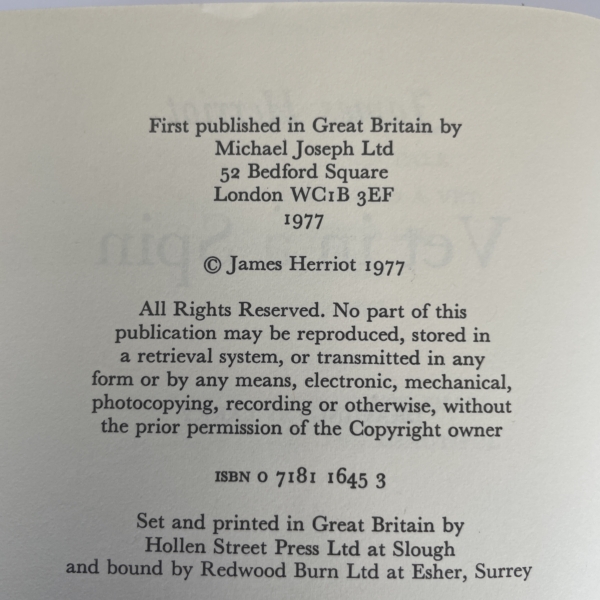 First published in Great Britain by
Michael Joseph Ltd
52 Bedford Square
London WC1B 3EF
1977
© James Herriot 1977
All Rights Reserved. No part of this
publication may be reproduced, stored in
a retrieval system, or transmitted in any
form or by any means, electronic, mechanical,
photocopying, recording or otherwise, without
the prior permission of the Copyright owner
ISBN 0 7181 1645 3
Set and printed in Great Britain by
Hollen Street Press Ltd at Slough
and bound by Redwood Burn Ltd at Esher, Surrey